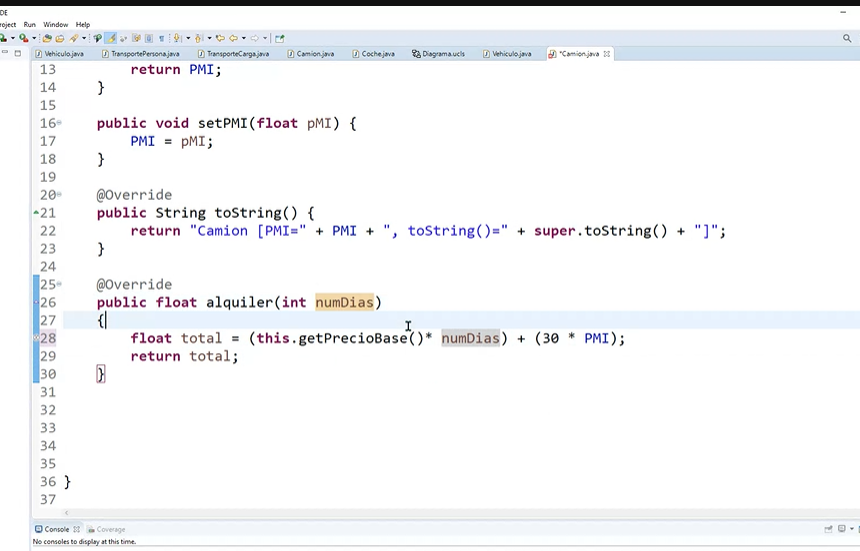 DE
roject Run Window Help
Vehiculo.java TransportePersona.java TransporteCarga.java Camion.java Coche.java Diagrama.ucls Vehiculo.java *Camion.java
13 return PMI;
14 }
15
16 public void setPMI(float pMI) {
17 PMI = pMI;
18 }
19
20 @Override
21 public String toString() {
22 return "Camion [PMI=" + PMI + ", toString()=" + super.toString() + "]";
23 }
24
25 @Override
26 public float alquiler(int numDias)
27 {
28 float total = (this.getPrecioBase()* numDias) + (30 * PMI);
29 return total;
30 }
31
32
33
34
35
36 }
37
Console Coverage
No consoles to display at this time.